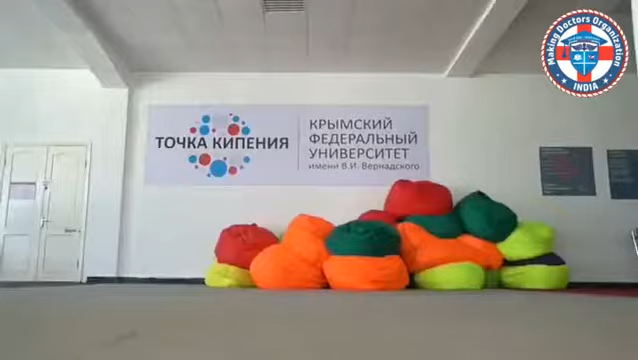 ТОЧКА КИПЕНИЯ
КРЫМСКИЙ
ФЕДЕРАЛЬНЫЙ
УНИВЕРСИТЕТ
имени В.И. Вернадского
Making Doctors Organization
INDIA